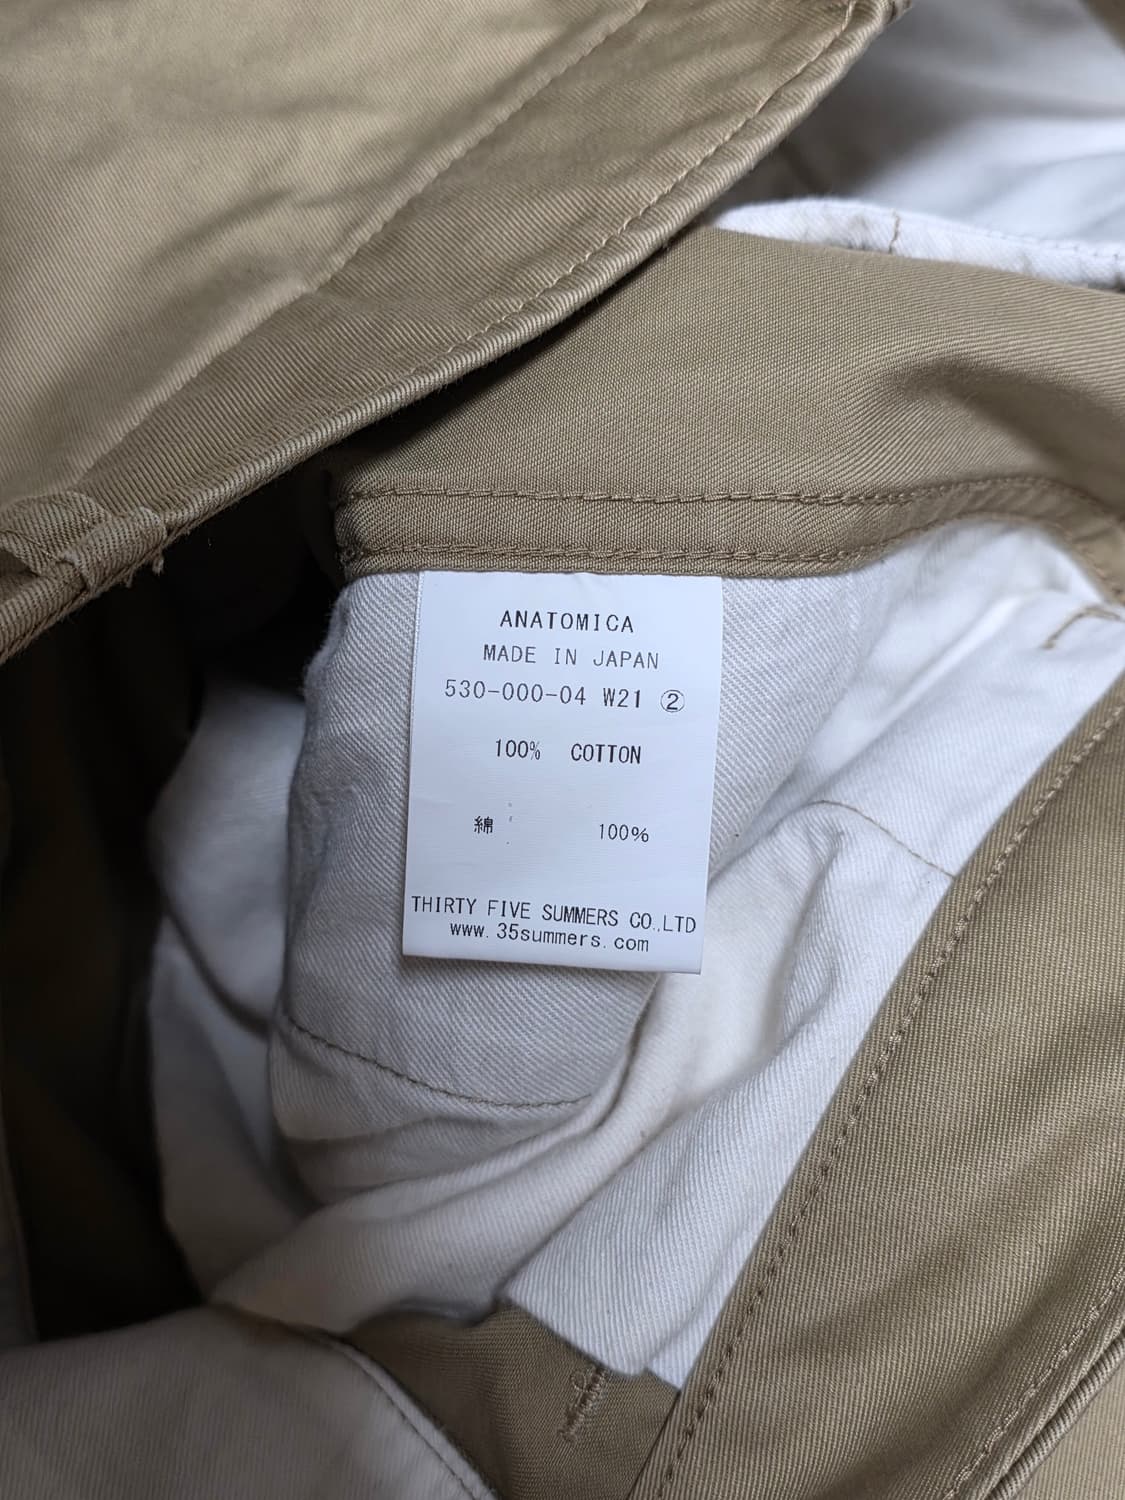 ANATOMICA
MADE IN JAPAN
530-000-04 W21 ②
100% COTTON
綿 100%
THIRTY FIVE SUMMERS CO.,LTD
www.35summers.com